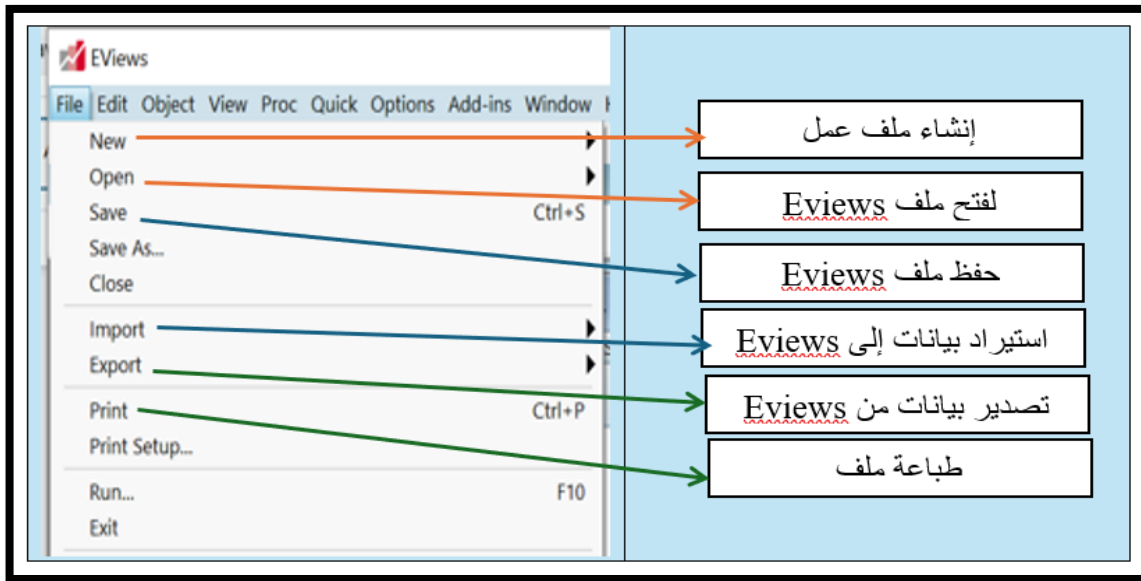 EViews
File Edit Object View Proc Quick Options Add-ins Window
New
Open
Save Ctrl+S
Save As...
Close
Import
Export
Print Ctrl+P
Print Setup...
Run... F10
Exit
إنشاء ملف عمل
لفتح ملف Eviews
حفظ ملف Eviews
استيراد بيانات إلى Eviews
تصدير بيانات من Eviews
طباعة ملف